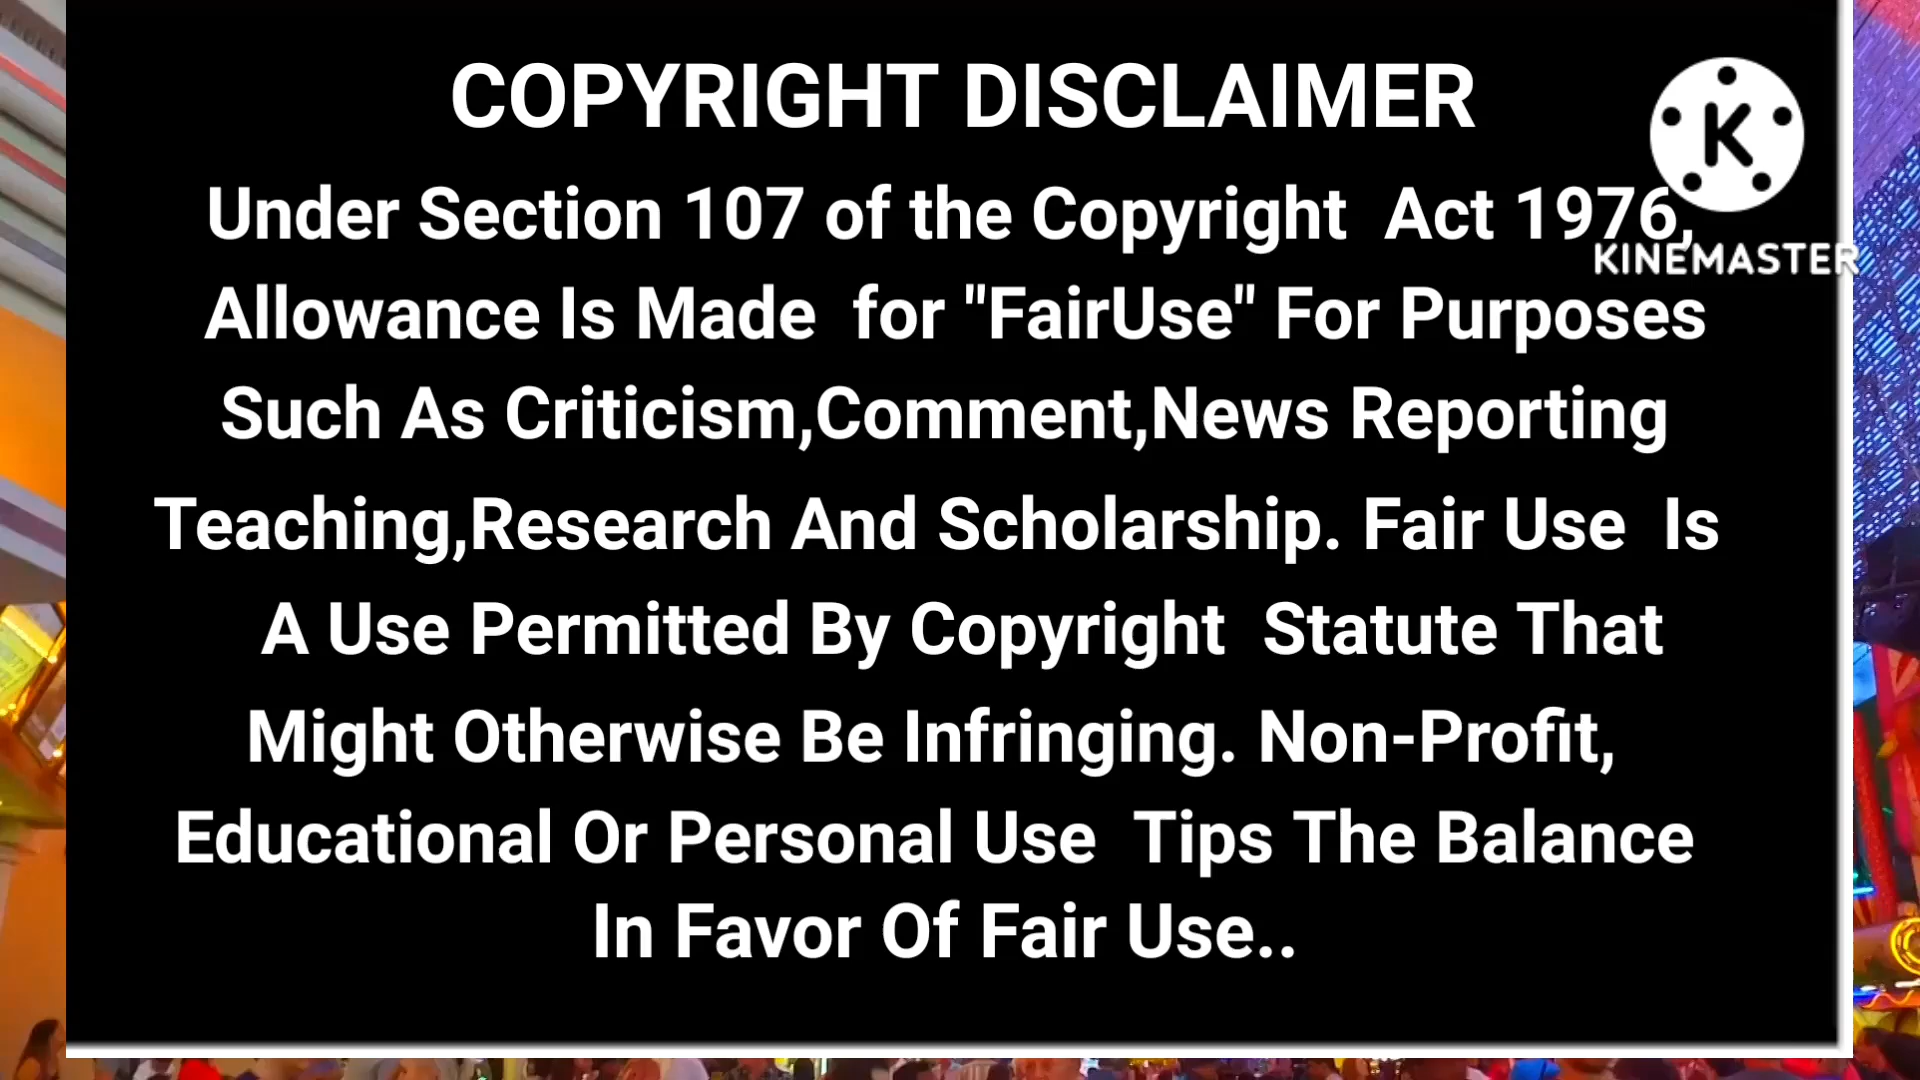 COPYRIGHT DISCLAIMER
Under Section 107 of the Copyright Act 1976,
Allowance Is Made for "FairUse" For Purposes
Such As Criticism,Comment,News Reporting
Teaching,Research And Scholarship. Fair Use Is
A Use Permitted By Copyright Statute That
Might Otherwise Be Infringing. Non-Profit,
Educational Or Personal Use Tips The Balance
In Favor Of Fair Use..
K
KINEMASTER